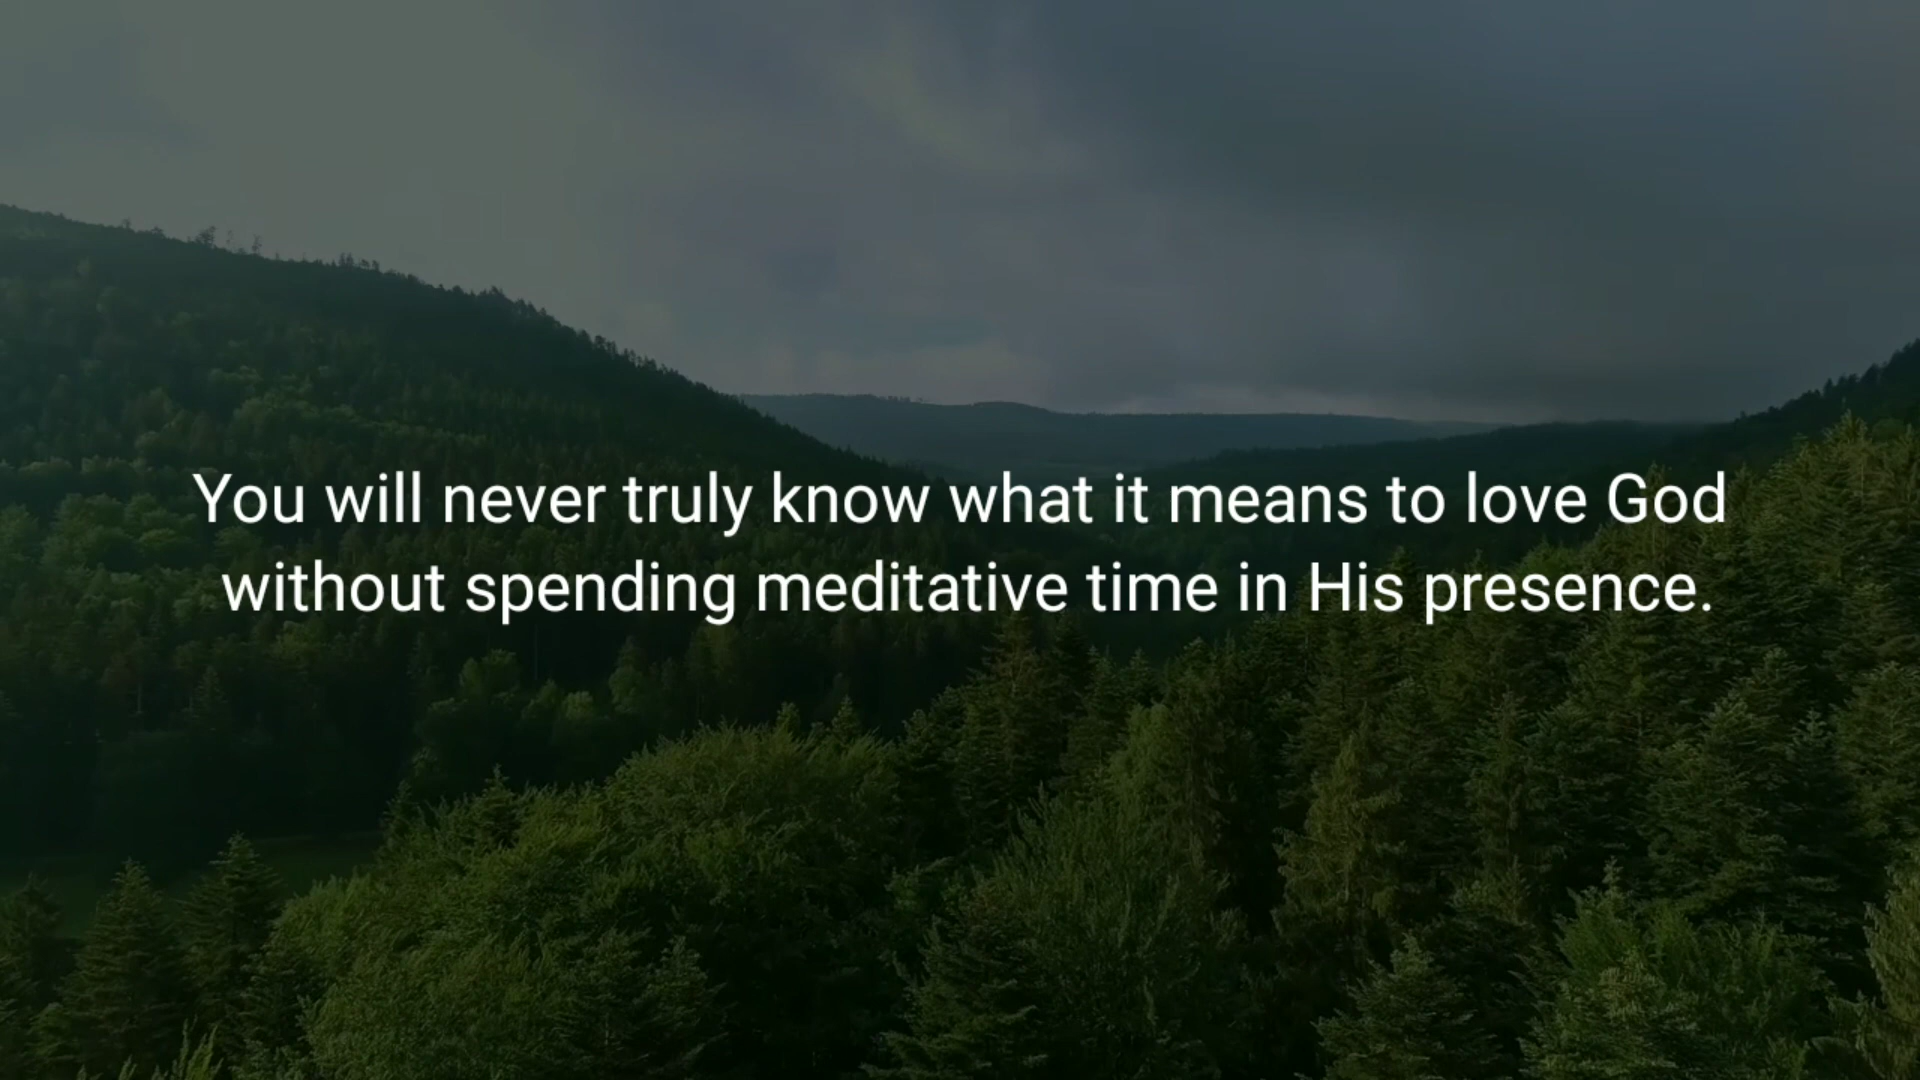 You will never truly know what it means to love God
without spending meditative time in His presence.